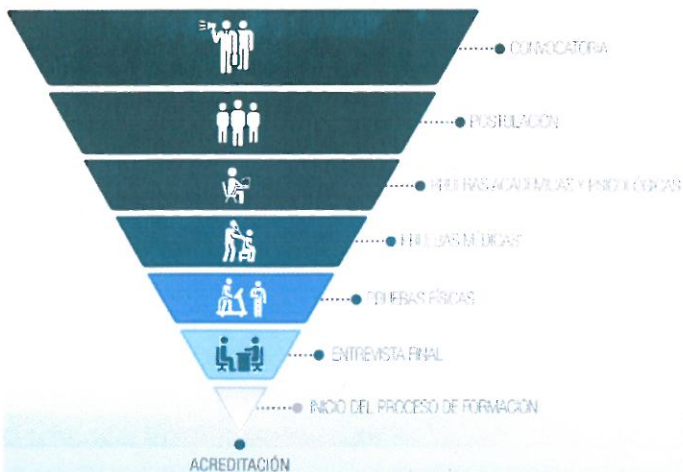 CONVOCATORIA
POSTULACIÓN
PRUEBAS ACADÉMICAS Y PSICOLÓGICAS
PRUEBAS MÉDICAS
PRUEBAS FÍSICAS
ENTREVISTA FINAL
INICIO DEL PROCESO DE FORMACIÓN
ACREDITACIÓN